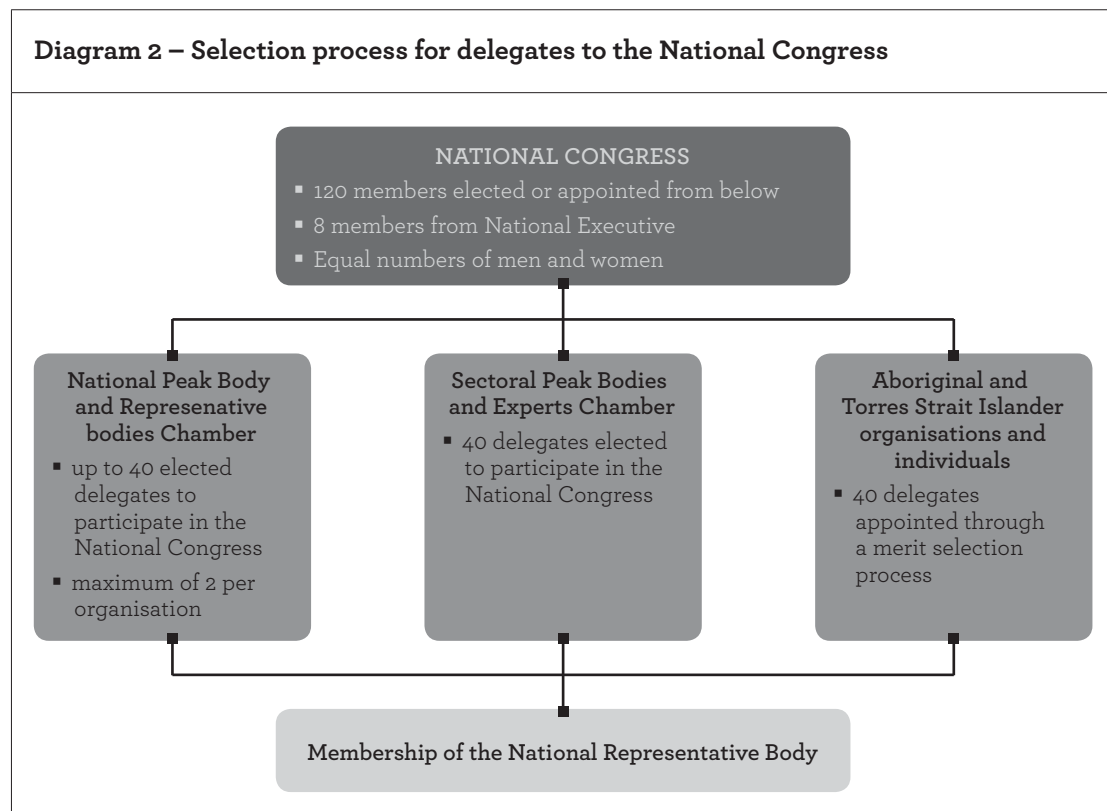 Diagram 2 – Selection process for delegates to the National Congress
NATIONAL CONGRESS
▪ 120 members elected or appointed from below
▪ 8 members from National Executive
▪ Equal numbers of men and women
National Peak Body
and Represenative
bodies Chamber
▪ up to 40 elected
delegates to
participate in the
National Congress
▪ maximum of 2 per
organisation
Sectoral Peak Bodies
and Experts Chamber
▪ 40 delegates elected
to participate in the
National Congress
Aboriginal and
Torres Strait Islander
organisations and
individuals
▪ 40 delegates
appointed through
a merit selection
process
Membership of the National Representative Body